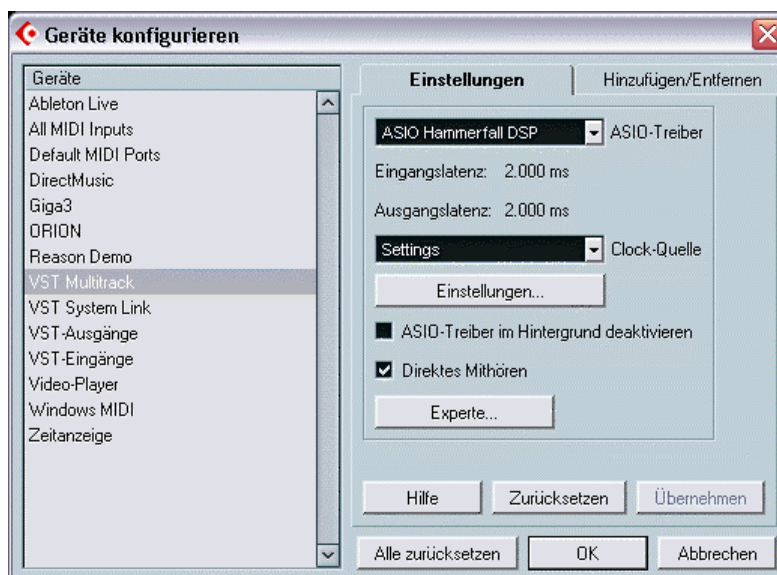 Geräte konfigurieren
Geräte
Ableton Live
All MIDI Inputs
Default MIDI Ports
DirectMusic
Giga3
ORION
Reason Demo
VST Multitrack
VST System Link
VST-Ausgänge
VST-Eingänge
Video-Player
Windows MIDI
Zeitanzeige
Einstellungen
Hinzufügen/Entfernen
ASIO Hammerfall DSP ASIO-Treiber
Eingangslatenz: 2.000 ms
Ausgangslatenz: 2.000 ms
Settings Clock-Quelle
Einstellungen...
ASIO-Treiber im Hintergrund deaktivieren
Direktes Mithören
Experte...
Hilfe Zurücksetzen Übernehmen
Alle zurücksetzen OK Abbrechen